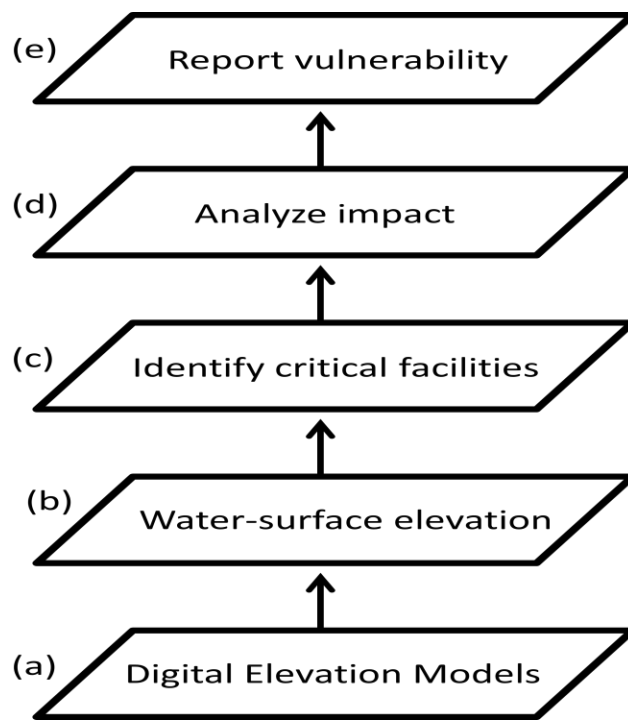 (e) Report vulnerability
(d) Analyze impact
(c) Identify critical facilities
(b) Water-surface elevation
(a) Digital Elevation Models